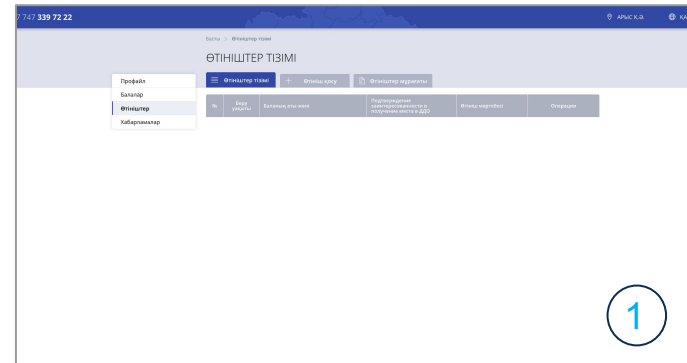 7 747 339 72 22
АРЫС Қ.Ә.
ҚА
Басты > Өтініштер тізімі
ӨТІНІШТЕР ТІЗІМІ
Профайл
Балалар
Өтініштер
Хабарламалар
Өтініштер тізімі
Өтініш қосу
Өтініштер мұрағаты
№
Беру
уақыты
Баланың аты-жөні
Подтверждение
заинтересованности в
получении места в ДДО
Өтініш мәртебесі
Операции
1